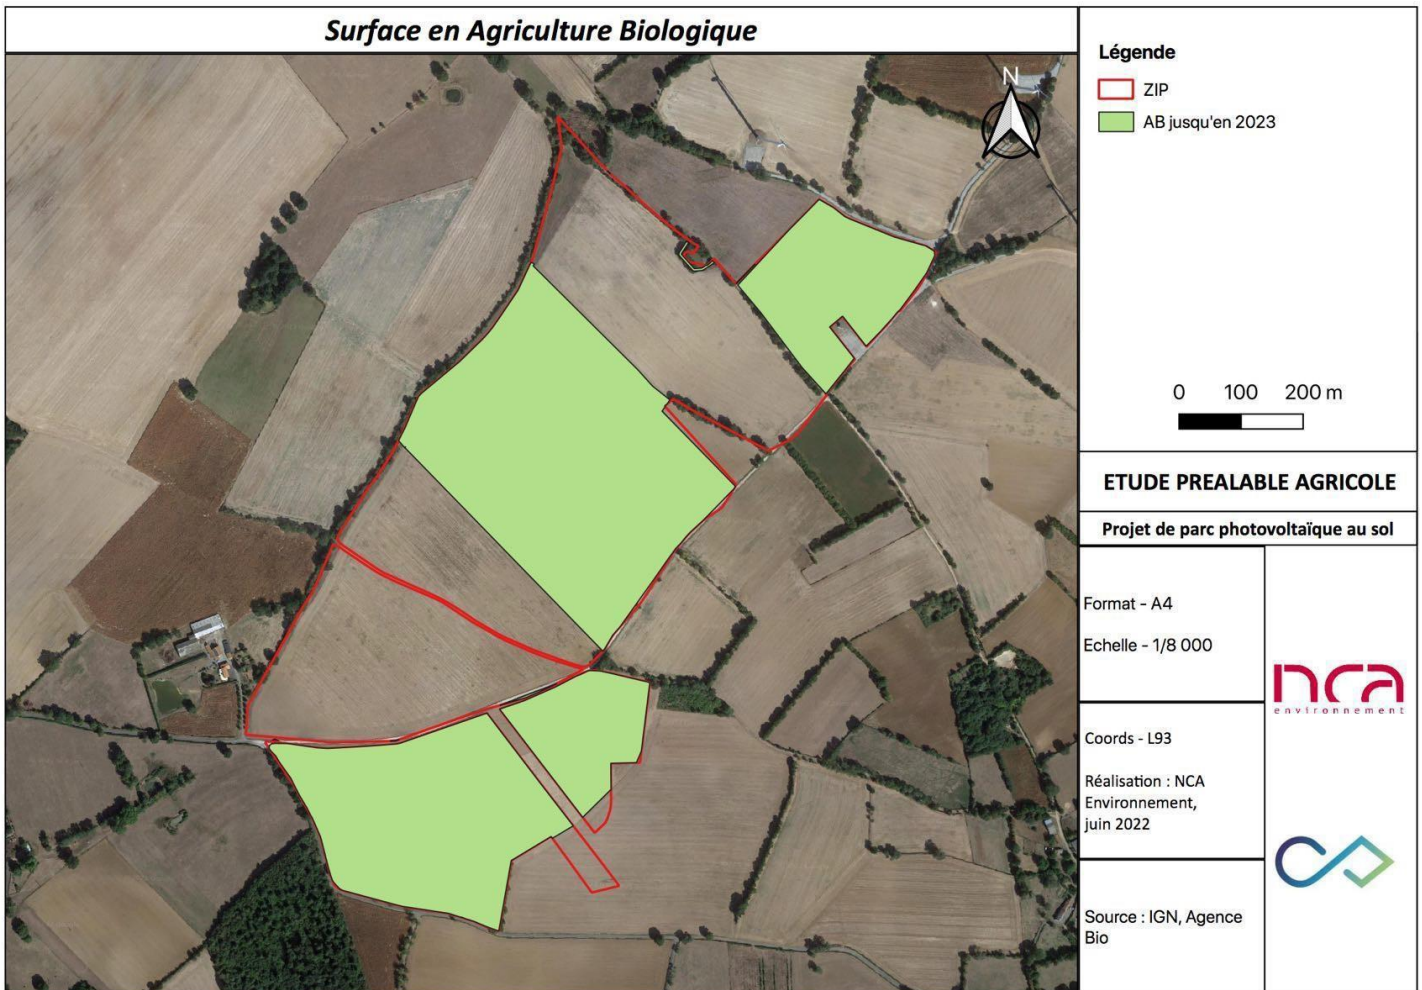 Surface en Agriculture Biologique
Légende
ZIP
AB jusqu'en 2023
N
0 100 200 m
ETUDE PREALABLE AGRICOLE
Projet de parc photovoltaïque au sol
Format - A4
Echelle - 1/8 000
nca
environnement
Coords - L93
Réalisation : NCA
Environnement,
juin 2022
Source : IGN, Agence
Bio